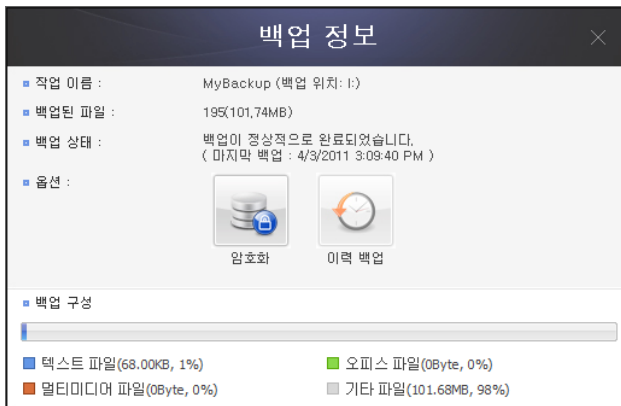 백업 정보
작업 이름 : MyBackup (백업 위치: I:)
백업된 파일 : 195(101,74MB)
백업 상태 : 백업이 정상적으로 완료되었습니다.
( 마지막 백업 : 4/3/2011 3:09:40 PM )
옵션 :
암호화 이력 백업
백업 구성
텍스트 파일(68.00KB, 1%) 오피스 파일(0Byte, 0%)
멀티미디어 파일(0Byte, 0%) 기타 파일(101.68MB, 98%)